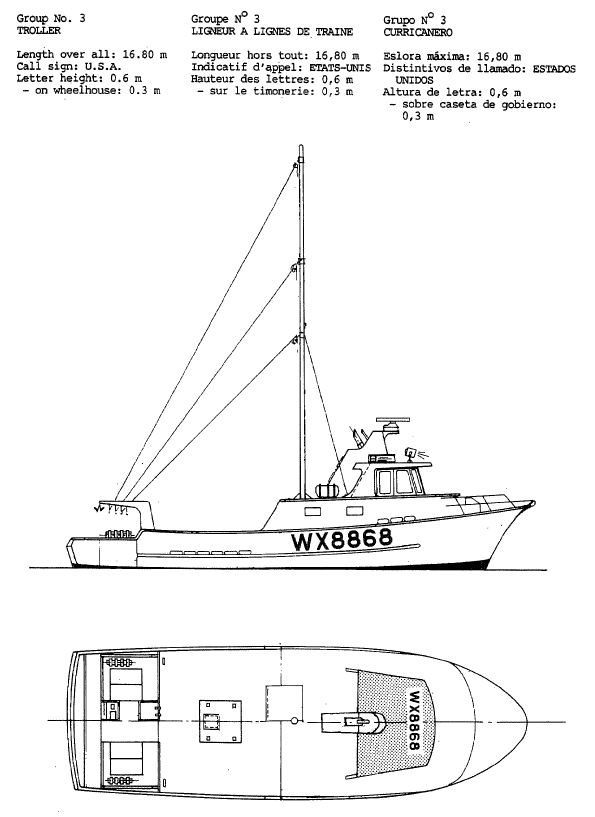 Group No. 3
TROLLER
Length over all: 16.80 m
Call sign: U.S.A.
Letter height: 0.6 m
- on wheelhouse: 0.3 m
Groupe Nº 3
LIGNEUR A LIGNES DE TRAINE
Longueur hors tout: 16,80 m
Indicatif d'appel: ETATS-UNIS
Hauteur des lettres: 0,6 m
- sur le timonerie: 0,3 m
Grupo Nº 3
CURRICANERO
Eslora máxima: 16,80 m
Distintivos de llamado: ESTADOS
UNIDOS
Altura de letra: 0,6 m
- sobre caseta de gobierno:
0,3 m
WX8868
WX8868